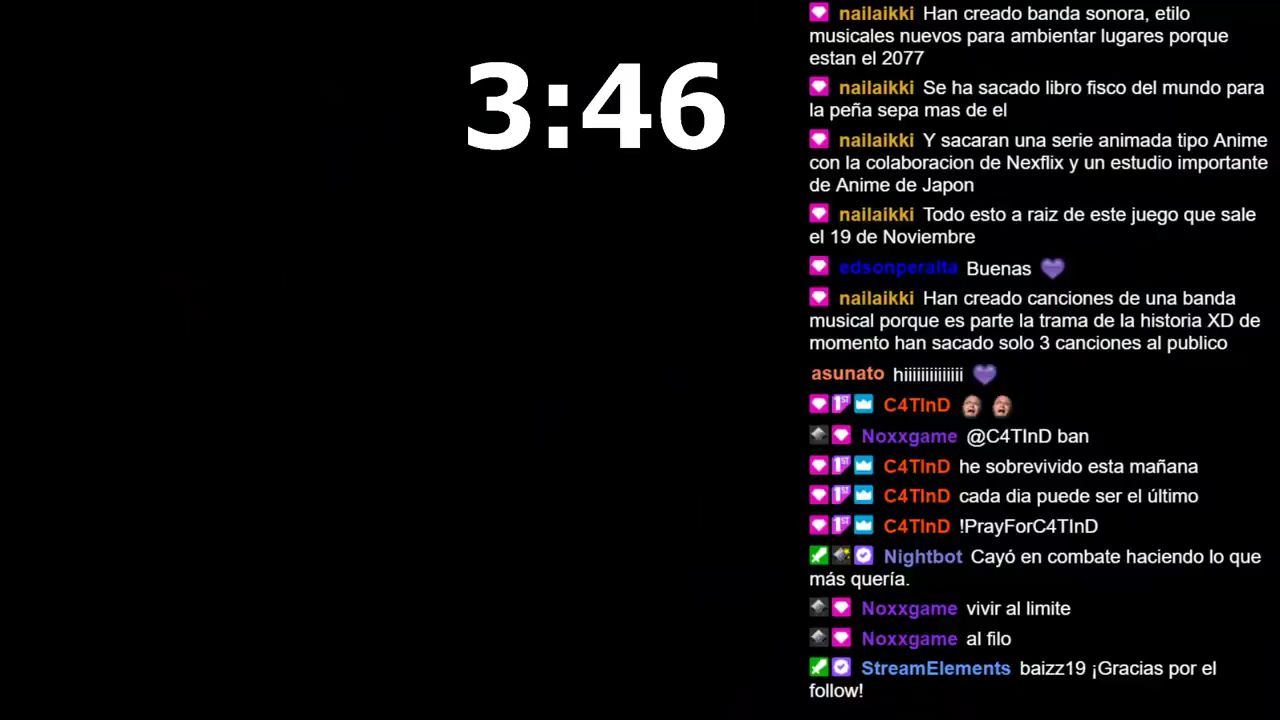 3:46
nailaikki Han creado banda sonora, etilo
musicales nuevos para ambientar lugares porque
estan el 2077
nailaikki Se ha sacado libro fisco del mundo para
la peña sepa mas de el
nailaikki Y sacaran una serie animada tipo Anime
con la colaboracion de Nexflix y un estudio importante
de Anime de Japon
nailaikki Todo esto a raiz de este juego que sale
el 19 de Noviembre
edsonperalta Buenas
nailaikki Han creado canciones de una banda
musical porque es parte la trama de la historia XD de
momento han sacado solo 3 canciones al publico
asunato hiiiiiiiiiiiiii
1ST C4TInD
Noxxgame @C4TInD ban
1ST C4TInD he sobrevivido esta mañana
1ST C4TInD cada dia puede ser el último
1ST C4TInD !PrayForC4TInD
Nightbot Cayó en combate haciendo lo que
más quería.
Noxxgame vivir al limite
Noxxgame al filo
StreamElements baizz19 ¡Gracias por el
follow!